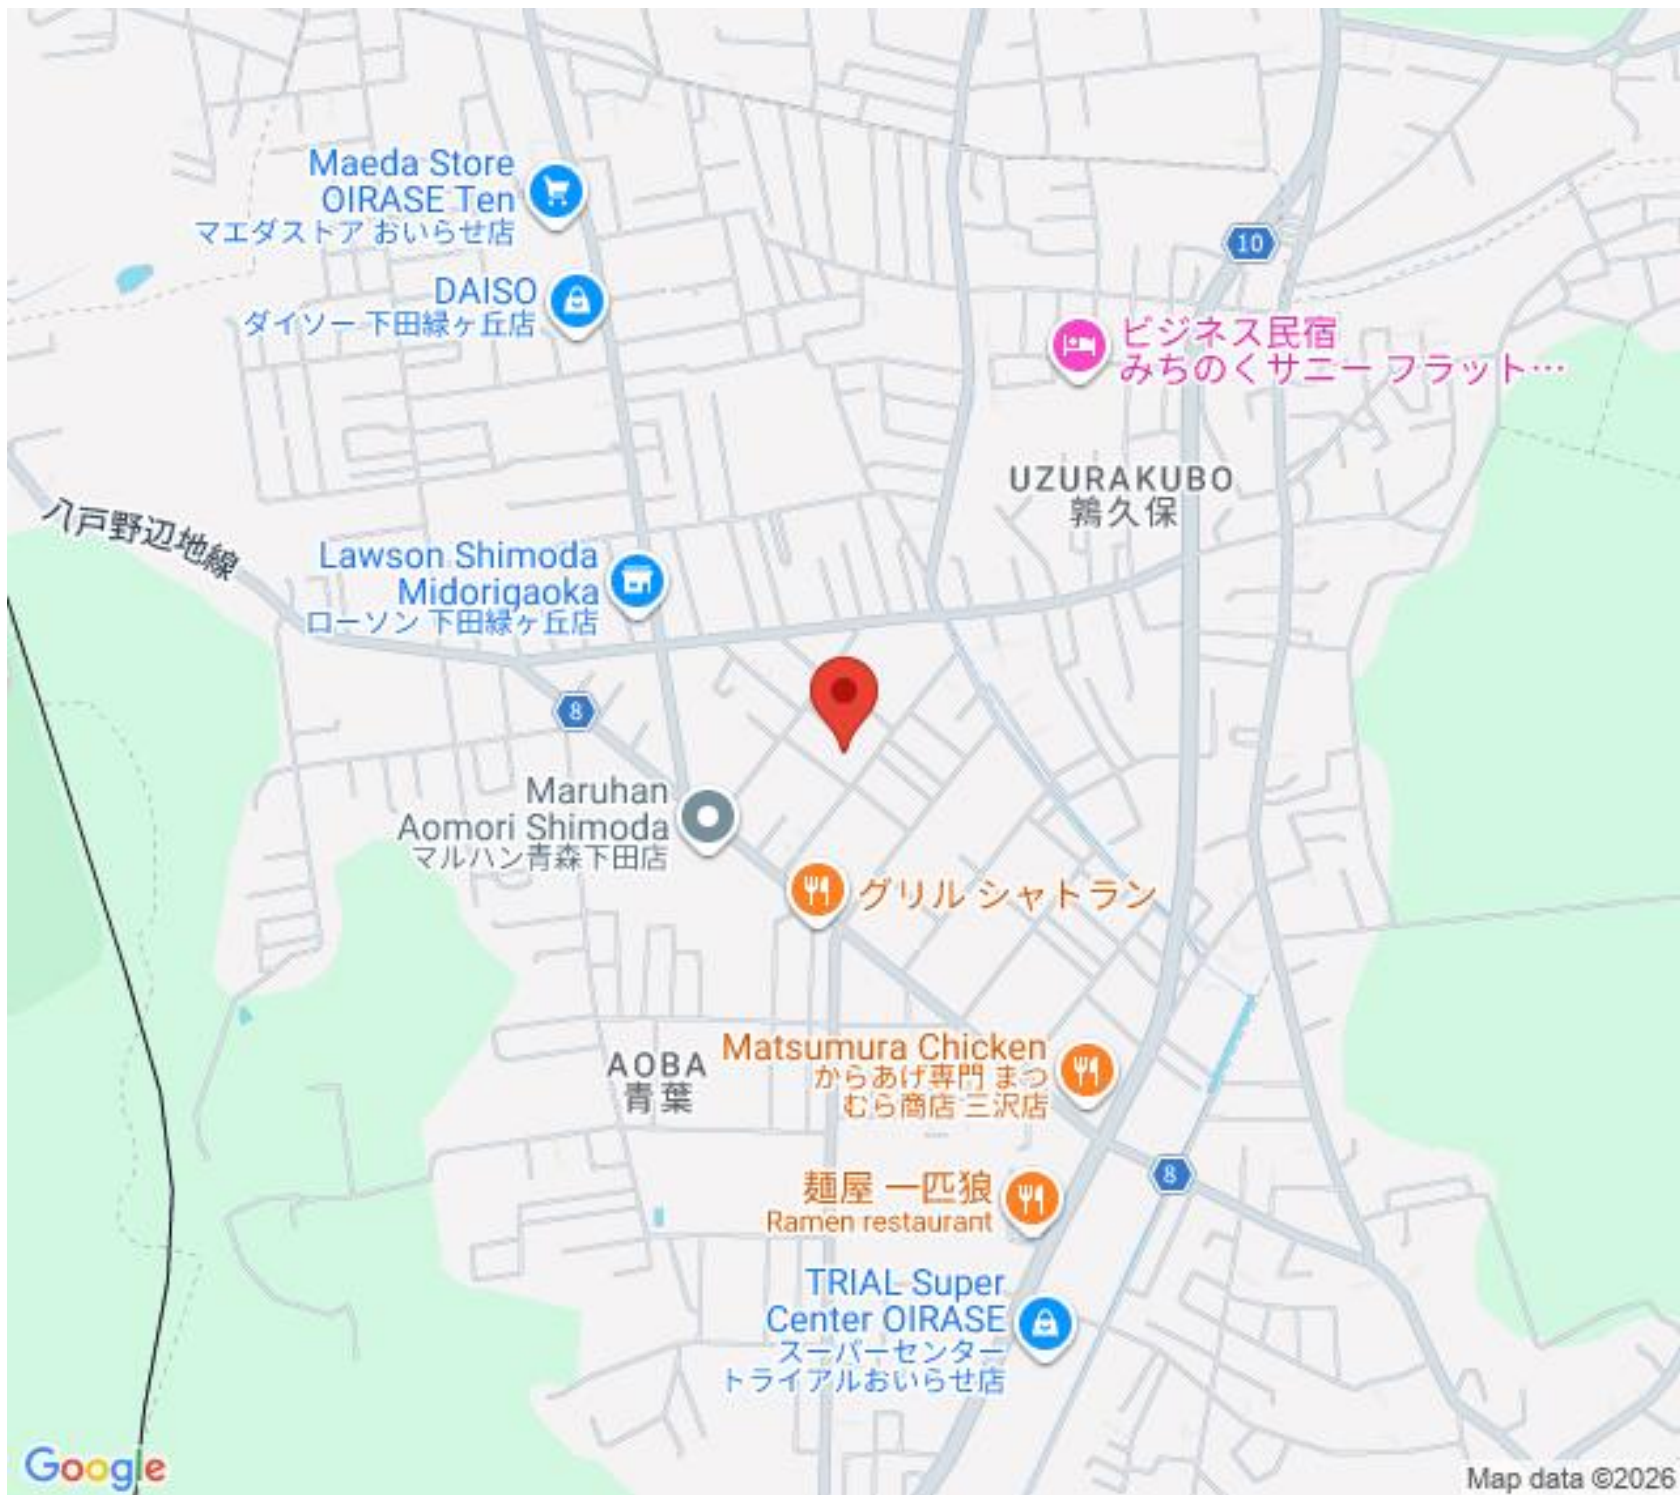 Maeda Store
OIRASE Ten
マエダストア おいらせ店
10
DAISO
ダイソー 下田緑ヶ丘店
ビジネス民宿
みちのくサニー フラット…
UZURAKUBO
鶉久保
八戸野辺地線
Lawson Shimoda
Midorigaoka
ローソン 下田緑ヶ丘店
8
Maruhan
Aomori Shimoda
マルハン青森下田店
グリル シャトラン
AOBA
青葉
Matsumura Chicken
からあげ専門 まつ
むら商店 三沢店
8
麺屋 一匹狼
Ramen restaurant
TRIAL Super
Center OIRASE
スーパーセンター
トライアルおいらせ店
Google
Map data ©2026